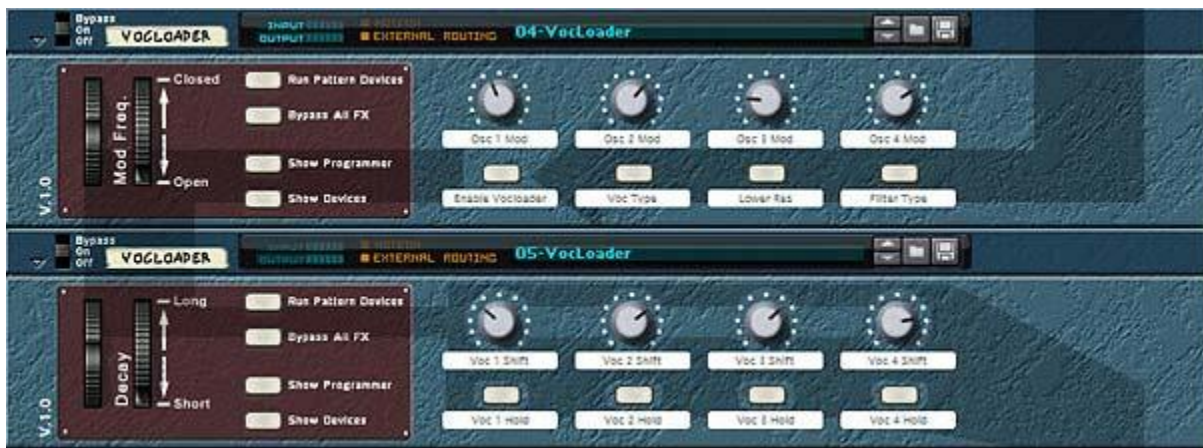 Bypass
On
Off
VOCLOADER
INPUT
OUTPUT
EXTERNAL ROUTING
04-VocLoader
Closed
Mod Freq.
Open
V.1.0
Run Pattern Devices
Bypass All FX
Show Programmer
Show Devices
Osc 1 Mod
Osc 2 Mod
Osc 3 Mod
Osc 4 Mod
Enable Vocloader
Voc Type
Lower Res
Filter Type
Bypass
On
Off
VOCLOADER
INPUT
OUTPUT
EXTERNAL ROUTING
05-VocLoader
Long
Decay
Short
V.1.0
Run Pattern Devices
Bypass All FX
Show Programmer
Show Devices
Voc 1 Shift
Voc 2 Shift
Voc 3 Shift
Voc 4 Shift
Voc 1 Hold
Voc 2 Hold
Voc 3 Hold
Voc 4 Hold